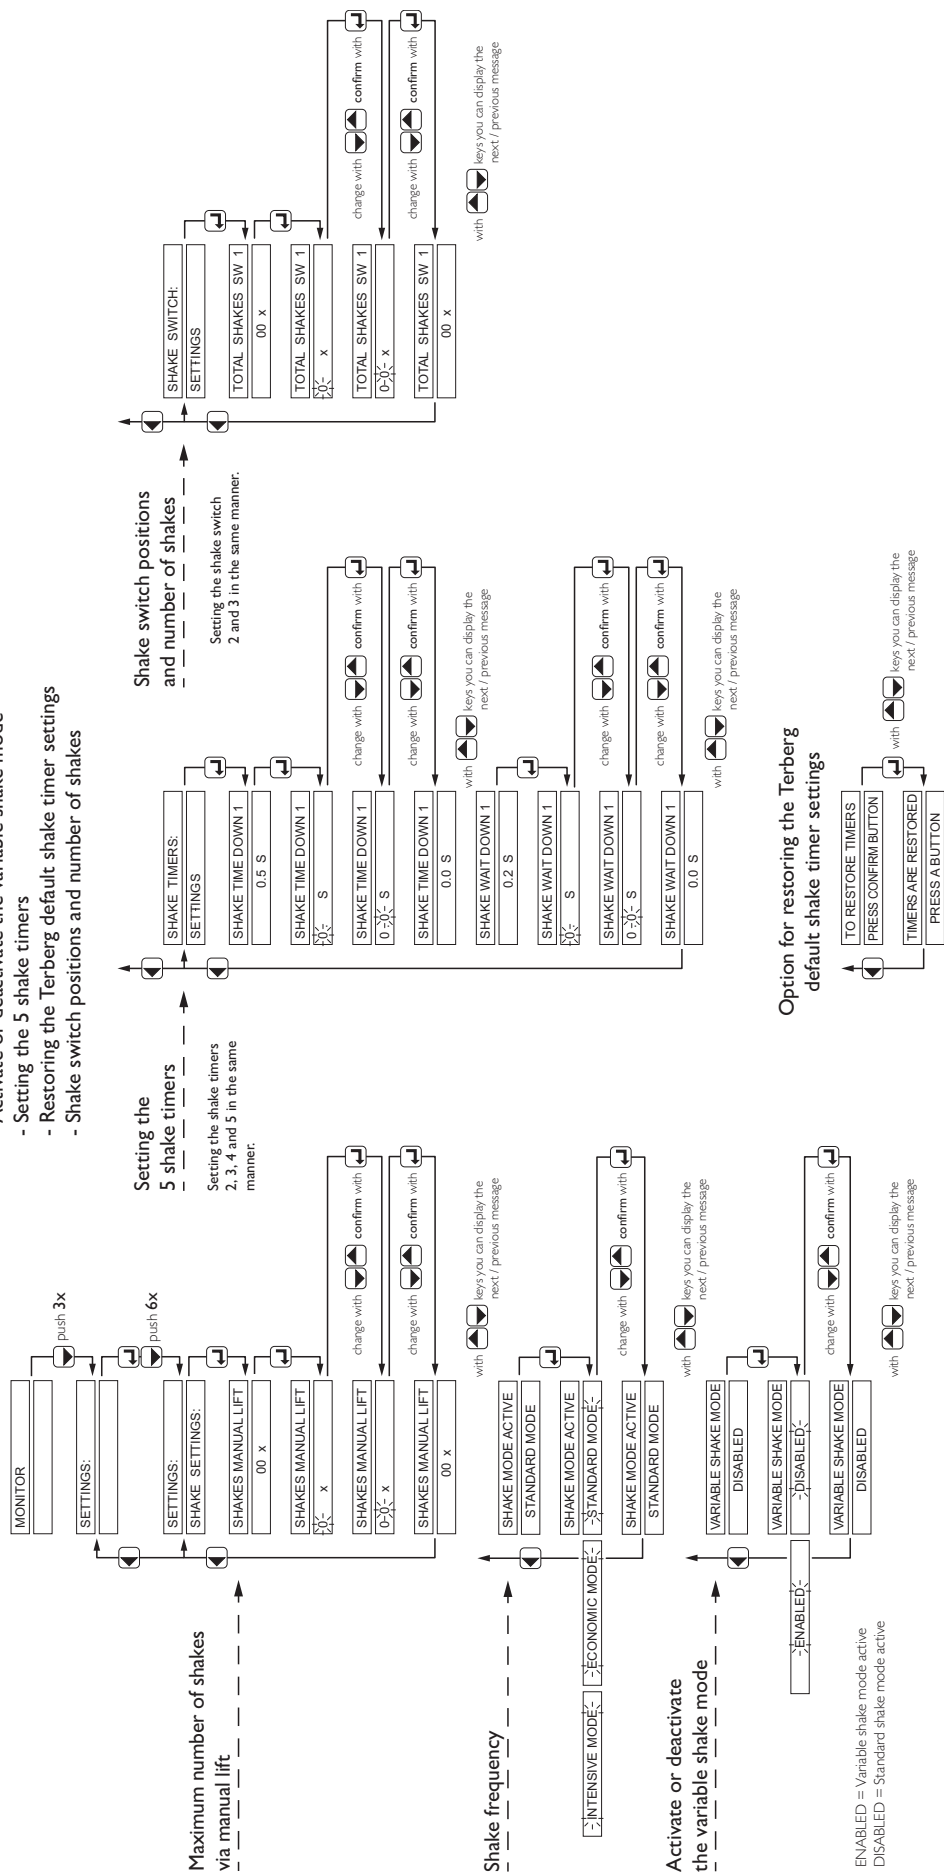 - Activate or deactivate the variable shake mode
- Setting the 5 shake timers
- Restoring the Terberg default shake timer settings
- Shake switch positions and number of shakes
Maximum number of shakes
via manual lift
MONITOR
push 3x
SETTINGS:
push 6x
SETTINGS:
SHAKE SETTINGS:
SHAKES MANUAL LIFT
00 x
SHAKES MANUAL LIFT
-0- x
change with confirm with
SHAKES MANUAL LIFT
0-0- x
change with confirm with
SHAKES MANUAL LIFT
00 x
with keys you can display the
next / previous message
Shake frequency
SHAKE MODE ACTIVE
STANDARD MODE
SHAKE MODE ACTIVE
-INTENSIVE MODE- -ECONOMIC MODE- -STANDARD MODE-
change with confirm with
SHAKE MODE ACTIVE
STANDARD MODE
with keys you can display the
next / previous message
Activate or deactivate
the variable shake mode
VARIABLE SHAKE MODE
DISABLED
VARIABLE SHAKE MODE
-ENABLED- -DISABLED-
change with confirm with
VARIABLE SHAKE MODE
DISABLED
with keys you can display the
next / previous message
ENABLED = Variable shake mode active
DISABLED = Standard shake mode active
Setting the
5 shake timers
Setting the shake timers
2, 3, 4 and 5 in the same
manner.
SHAKE TIMERS:
SETTINGS
SHAKE TIME DOWN 1
0.5 S
SHAKE TIME DOWN 1
-0- S
change with confirm with
SHAKE TIME DOWN 1
0 -0- S
change with confirm with
SHAKE TIME DOWN 1
0.0 S
with keys you can display the
next / previous message
SHAKE WAIT DOWN 1
0.2 S
SHAKE WAIT DOWN 1
-0- S
change with confirm with
SHAKE WAIT DOWN 1
0 -0- S
change with confirm with
SHAKE WAIT DOWN 1
0.0 S
with keys you can display the
next / previous message
Option for restoring the Terberg
default shake timer settings
TO RESTORE TIMERS
PRESS CONFIRM BUTTON
TIMERS ARE RESTORED
PRESS A BUTTON
with keys you can display the
next / previous message
Shake switch positions
and number of shakes
Setting the shake switch
2 and 3 in the same manner.
SHAKE SWITCH:
SETTINGS
TOTAL SHAKES SW 1
00 x
TOTAL SHAKES SW 1
-0- x
change with confirm with
TOTAL SHAKES SW 1
0-0- x
change with confirm with
TOTAL SHAKES SW 1
00 x
with keys you can display the
next / previous message